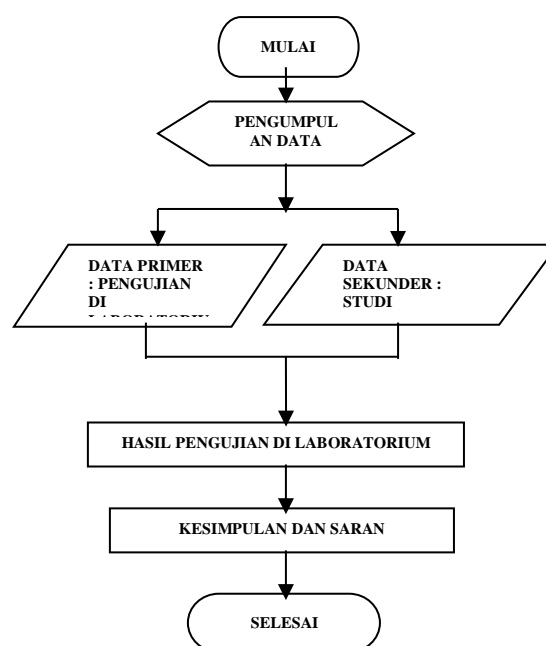 MULAI
PENGUMPUL
AN DATA
DATA PRIMER
: PENGUJIAN
DI
DATA
SEKUNDER :
STUDI
HASIL PENGUJIAN DI LABORATORIUM
KESIMPULAN DAN SARAN
SELESAI